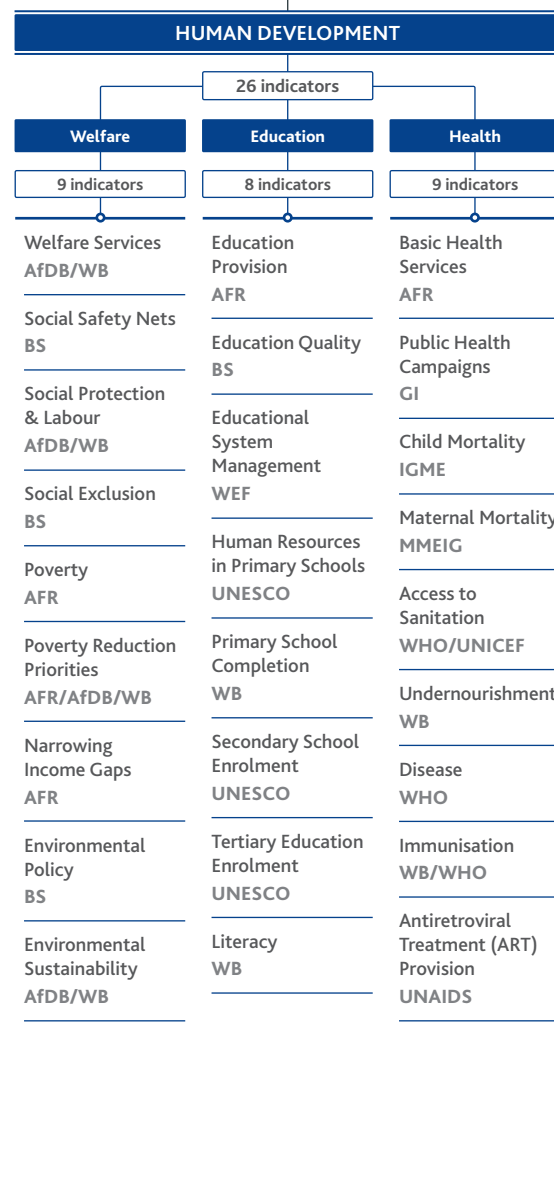 HUMAN DEVELOPMENT
26 indicators
Welfare
9 indicators
Welfare Services
AfDB/WB
Social Safety Nets
BS
Social Protection
& Labour
AfDB/WB
Social Exclusion
BS
Poverty
AFR
Poverty Reduction
Priorities
AFR/AfDB/WB
Narrowing
Income Gaps
AFR
Environmental
Policy
BS
Environmental
Sustainability
AfDB/WB
Education
8 indicators
Education
Provision
AFR
Education Quality
BS
Educational
System
Management
WEF
Human Resources
in Primary Schools
UNESCO
Primary School
Completion
WB
Secondary School
Enrolment
UNESCO
Tertiary Education
Enrolment
UNESCO
Literacy
WB
Health
9 indicators
Basic Health
Services
AFR
Public Health
Campaigns
GI
Child Mortality
IGME
Maternal Mortality
MMEIG
Access to
Sanitation
WHO/UNICEF
Undernourishment
WB
Disease
WHO
Immunisation
WB/WHO
Antiretroviral
Treatment (ART)
Provision
UNAIDS